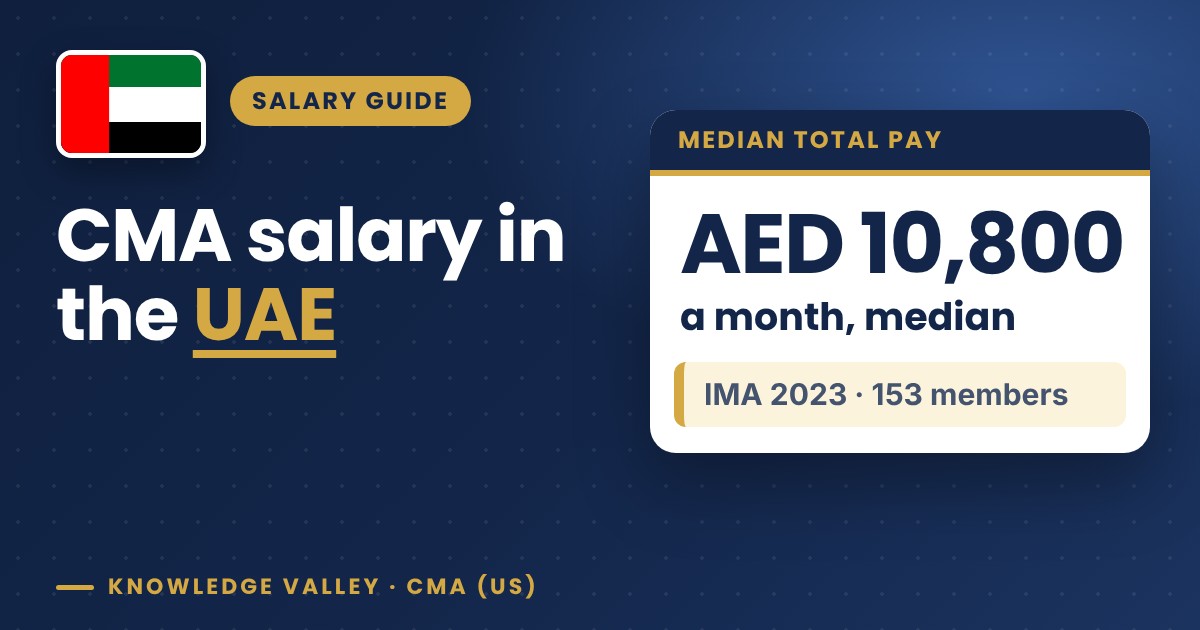 SALARY GUIDE
CMA salary in
the UAE
MEDIAN TOTAL PAY
AED 10,800
a month, median
IMA 2023 · 153 members
KNOWLEDGE VALLEY · CMA (US)